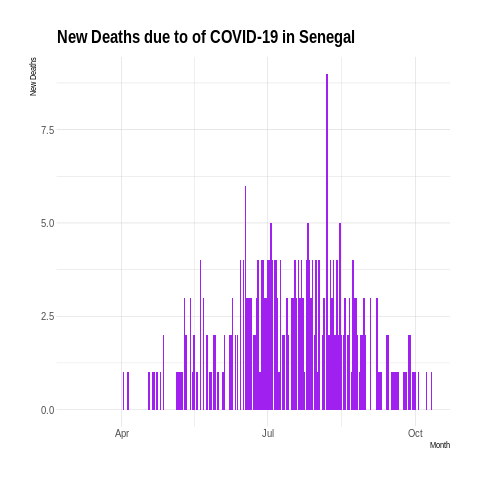 New Deaths due to of COVID-19 in Senegal
New Deaths
7.5
5.0
2.5
0.0
Apr
Jul
Oct
Month